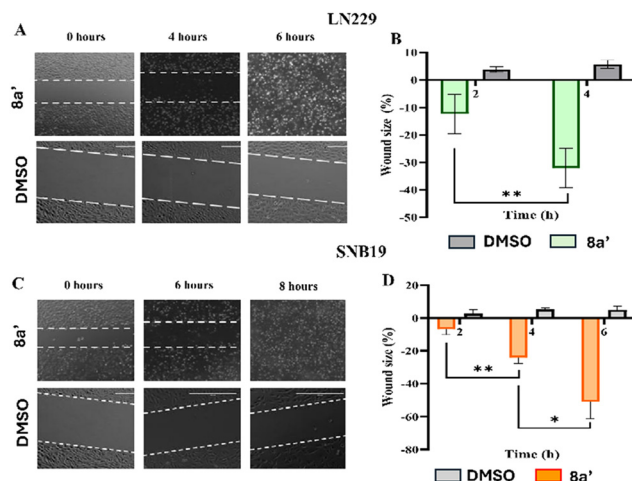 LN229
A
0 hours 4 hours 6 hours
8a'
DMSO
B
Wound size (%)
20
10
0
-10
-20
-30
-40
-50
2 4
**
Time (h)
DMSO 8a'
SNB19
C
0 hours 6 hours 8 hours
8a'
DMSO
D
Wound size (%)
20
0
-20
-40
-60
-80
2 4 6
**
*
Time (h)
DMSO 8a'